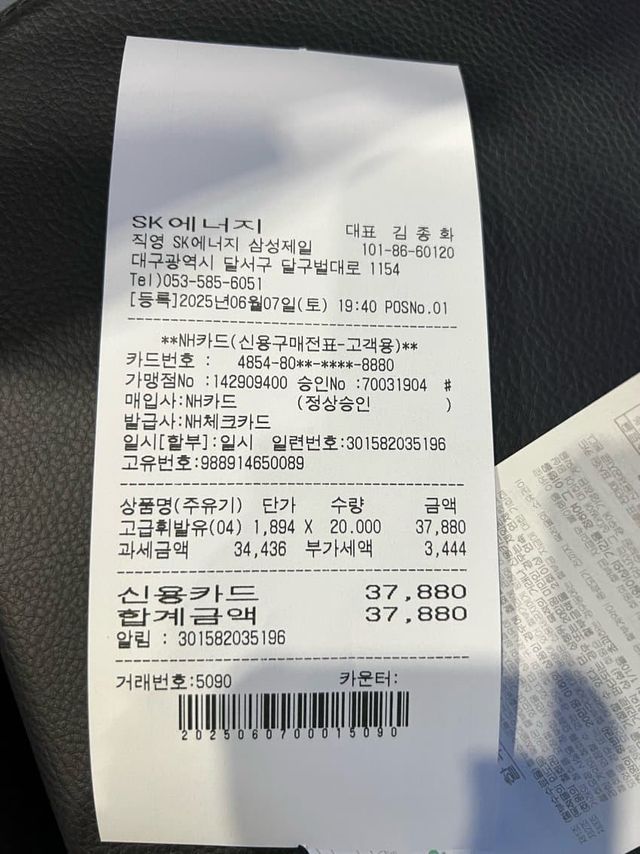 SK에너지
대표 김 종 화
직영 SK에너지 삼성제일 101-86-60120
대구광역시 달서구 달구벌대로 1154
Tel)053-585-6051
[등록]2025년06월07일(토) 19:40 POSNo.01
**NH카드(신용구매전표-고객용)**
카드번호 : 4854-80**-****-8880
가맹점No :142909400 승인No :70031904 #
매입사:NH카드 (정상승인 )
발급사:NH체크카드
일시[할부]:일시 일련번호:301582035196
고유번호:988914650089
상품명(주유기) 단가 수량 금액
고급휘발유(04) 1,894 X 20.000 37,880
과세금액 34,436 부가세액 3,444
신용카드 37,880
합계금액 37,880
알림 : 301582035196
거래번호:5090 카운터:
2025060700015090